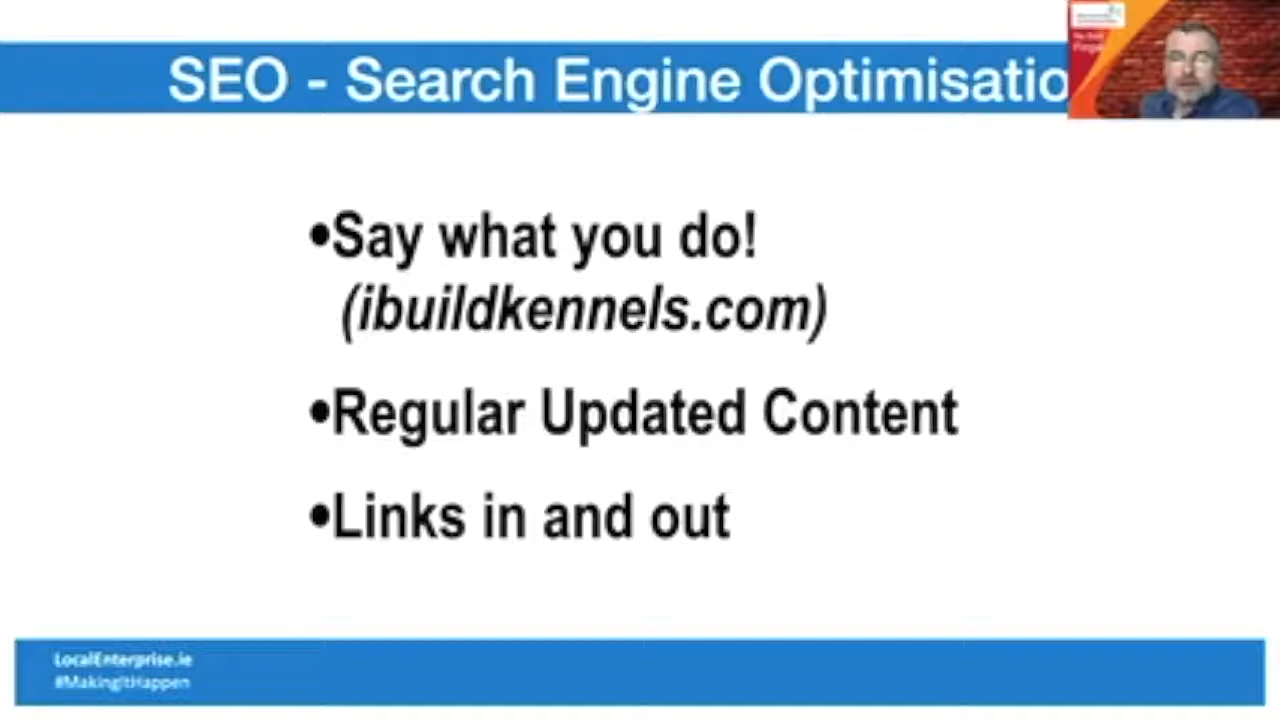 SEO - Search Engine Optimisatio
•Say what you do!
(ibuildkennels.com)
•Regular Updated Content
•Links in and out
LocalEnterprise.ie
#MakingItHappen